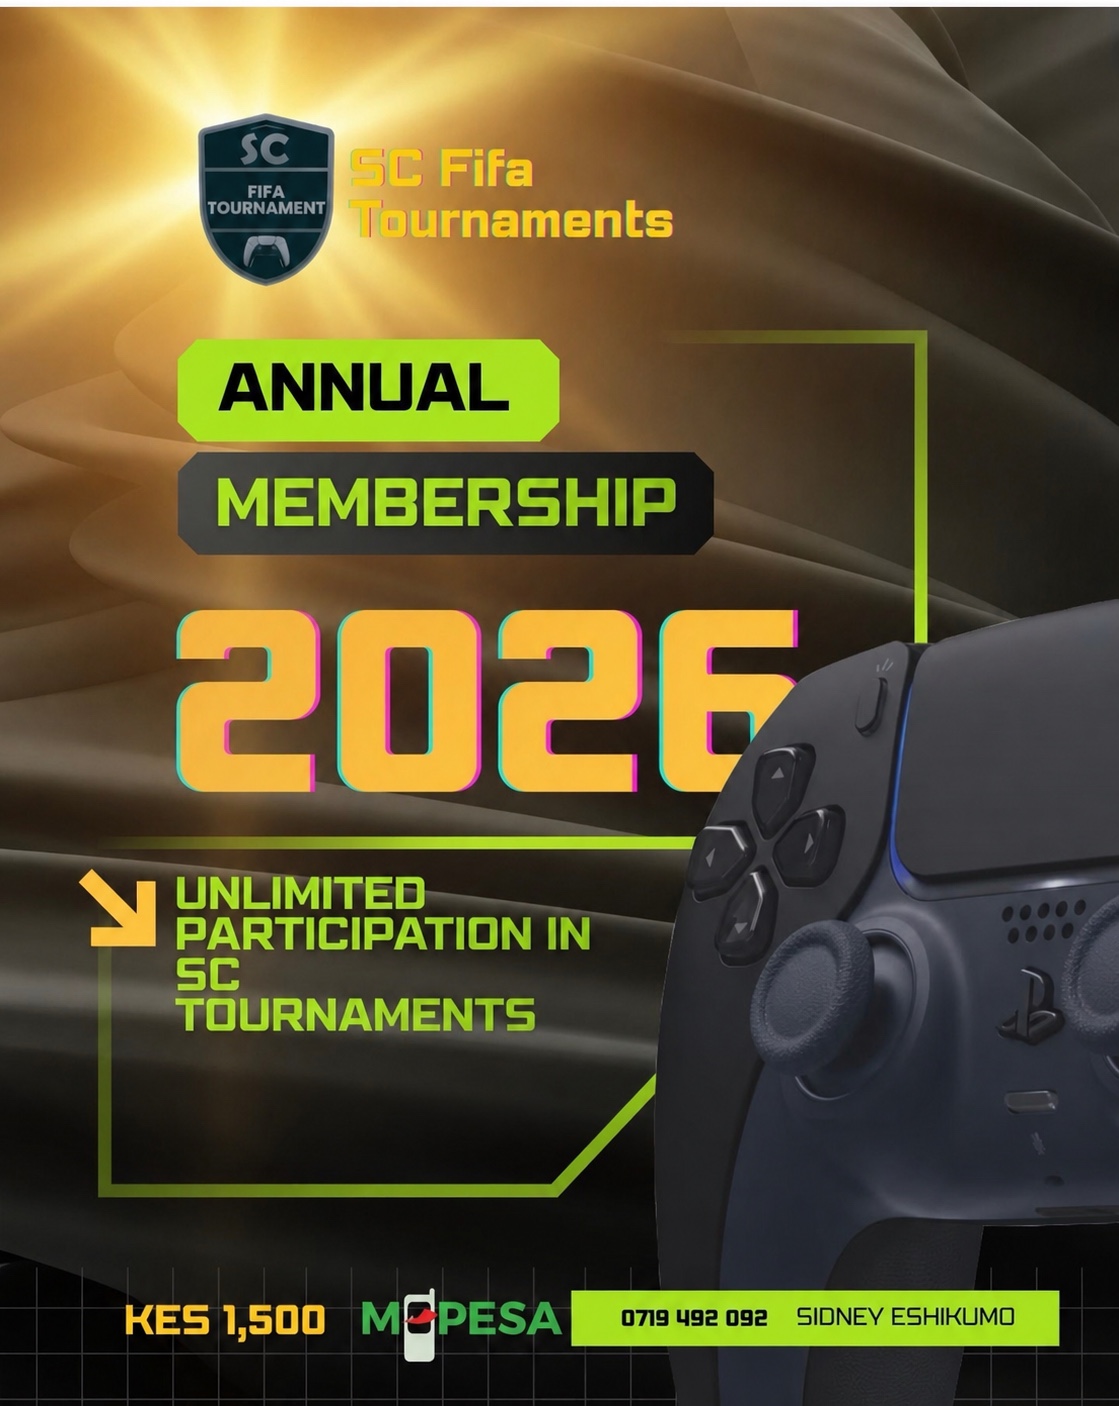 SC
FIFA
TOURNAMENT
SC Fifa
Tournaments
ANNUAL
MEMBERSHIP
2026
UNLIMITED
PARTICIPATION IN
SC
TOURNAMENTS
KES 1,500
M-PESA
0719 492 092 SIDNEY ESHIKUMO